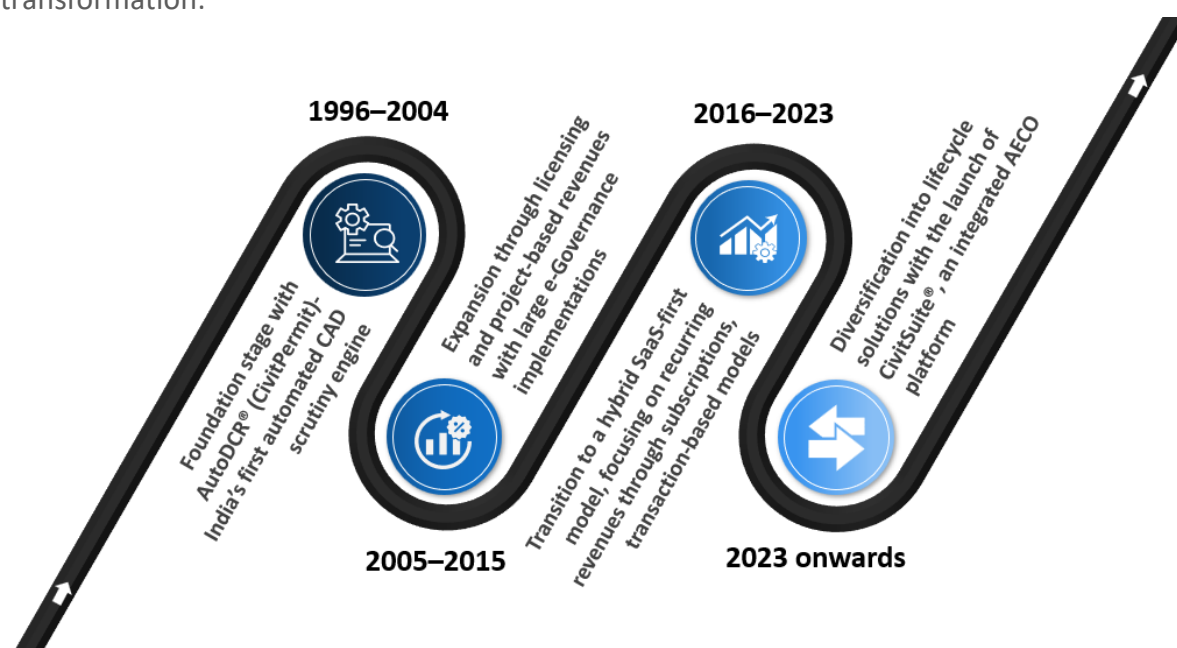 transformation.
1996–2004
Foundation stage with
AutoDCR® (CivitPermit)-
India's first automated CAD
scrutiny engine
2005–2015
Expansion through licensing
and project-based revenues
with large e-Governance
implementations
2016–2023
Transition to a hybrid SaaS-first
model, focusing on recurring
revenues through subscriptions,
transaction-based models
2023 onwards
Diversification into lifecycle
solutions with the launch of
CivitSuite®, an integrated AECO
platform